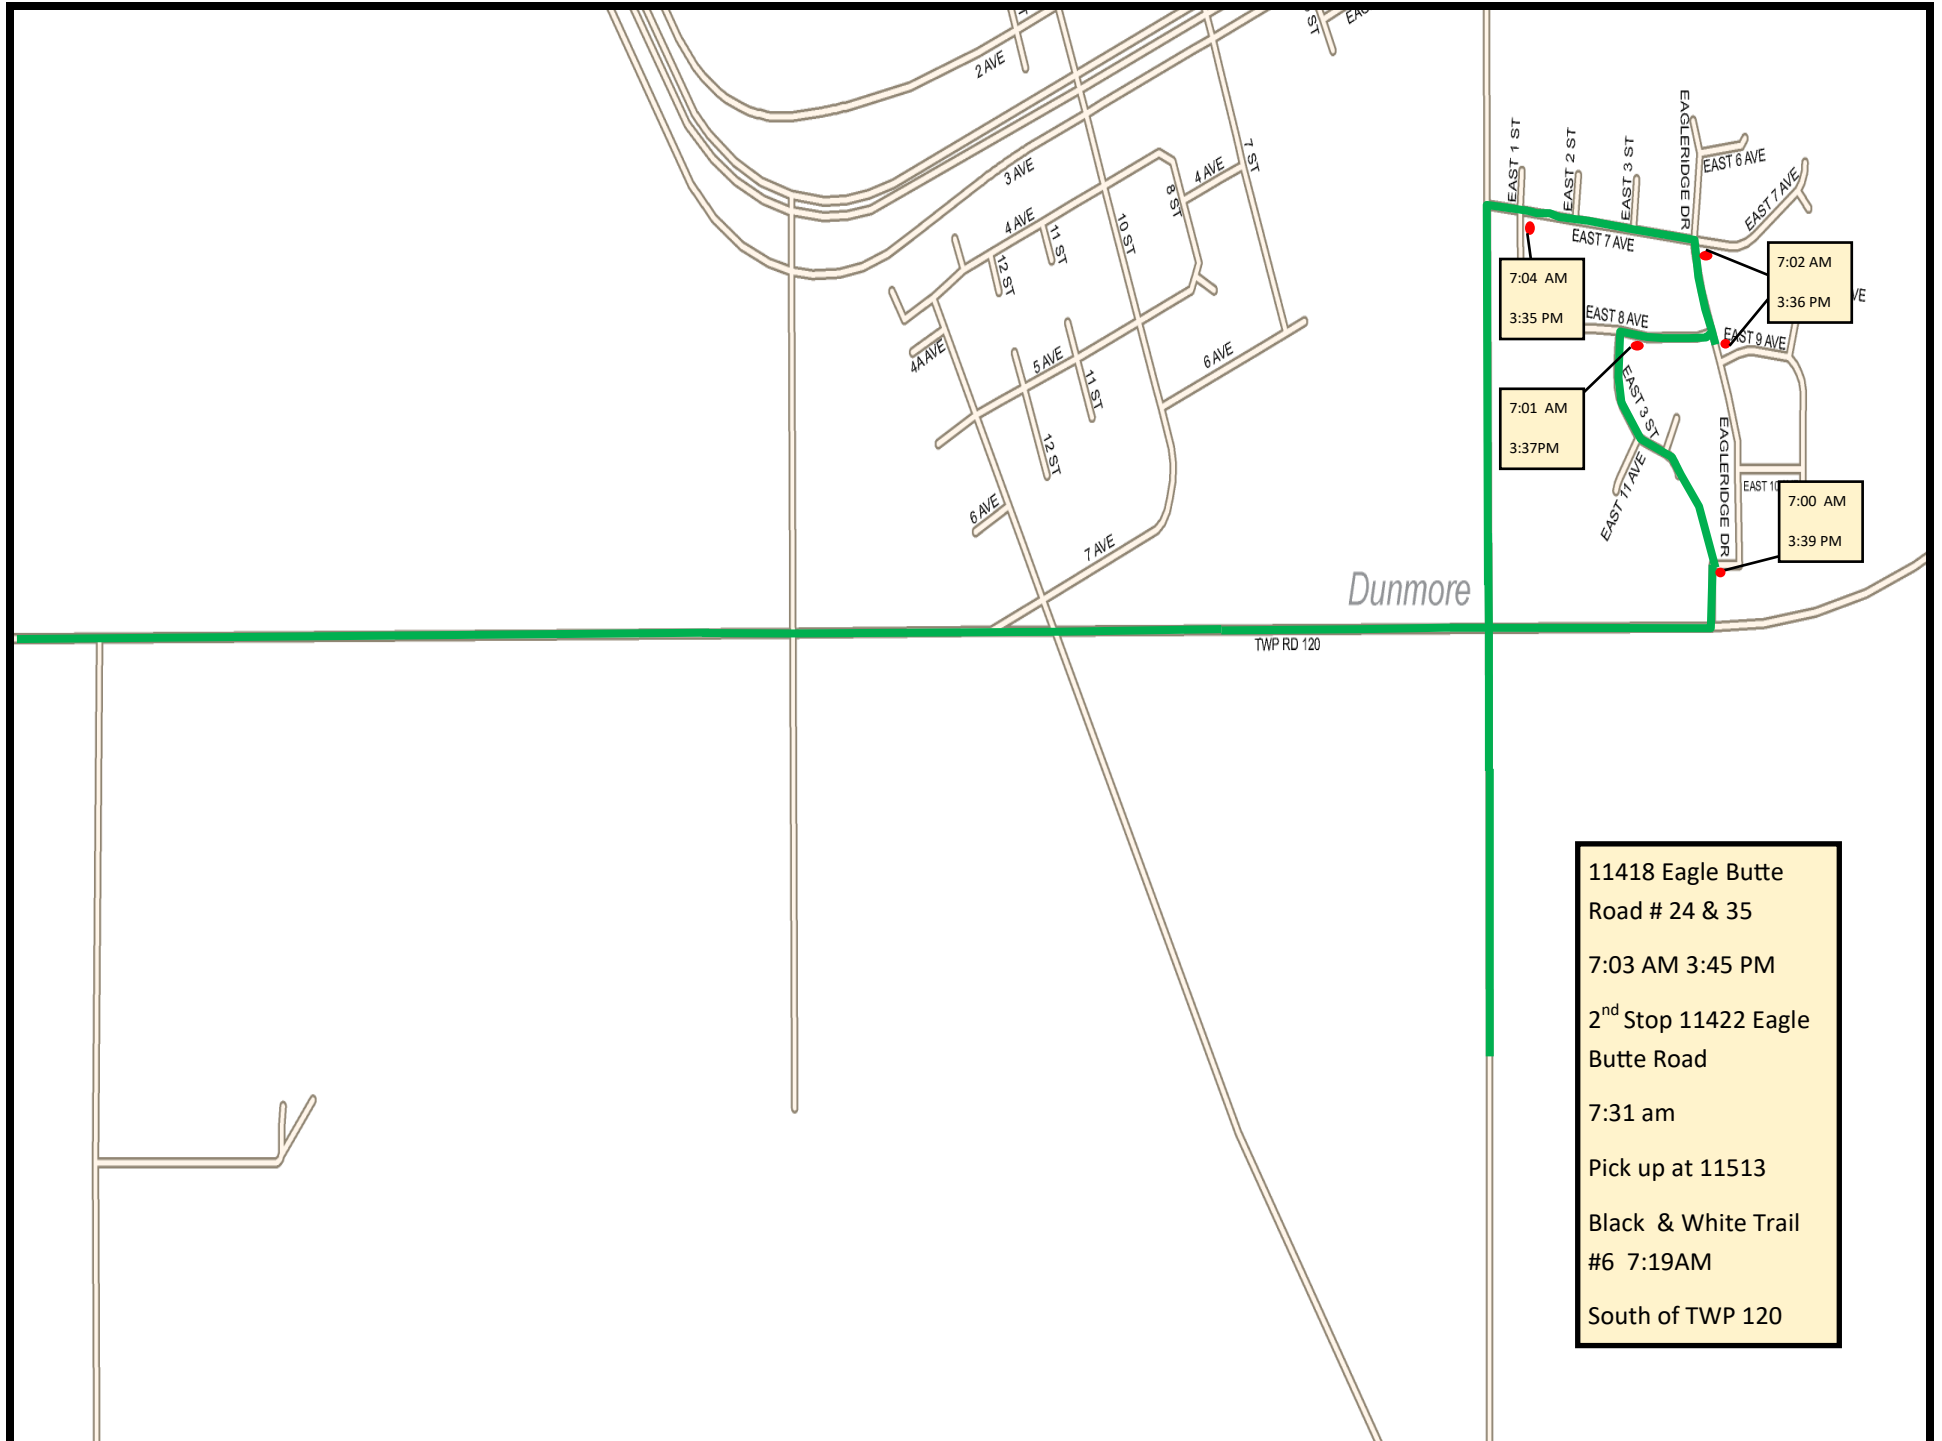 2 AVE
3 AVE
4 AVE
4 AVE
7 ST
8 ST
10 ST
11 ST
12 ST
4A AVE
5 AVE
11 ST
6 AVE
12 ST
6 AVE
7 AVE
Dunmore
TWP RD 120
EAST 1 ST
EAST 2 ST
EAST 3 ST
EAGLERIDGE DR
EAST 6 AVE
EAST 7 AVE
EAST 7 AVE
7:04 AM
3:35 PM
7:02 AM
3:36 PM
VE
EAST 8 AVE
EAST 9 AVE
7:01 AM
3:37PM
EAST 3 ST
EAST 11 AVE
EAGLERIDGE DR
EAST 10
7:00 AM
3:39 PM
11418 Eagle Butte
Road # 24 & 35
7:03 AM 3:45 PM
2nd Stop 11422 Eagle
Butte Road
7:31 am
Pick up at 11513
Black & White Trail
#6 7:19AM
South of TWP 120